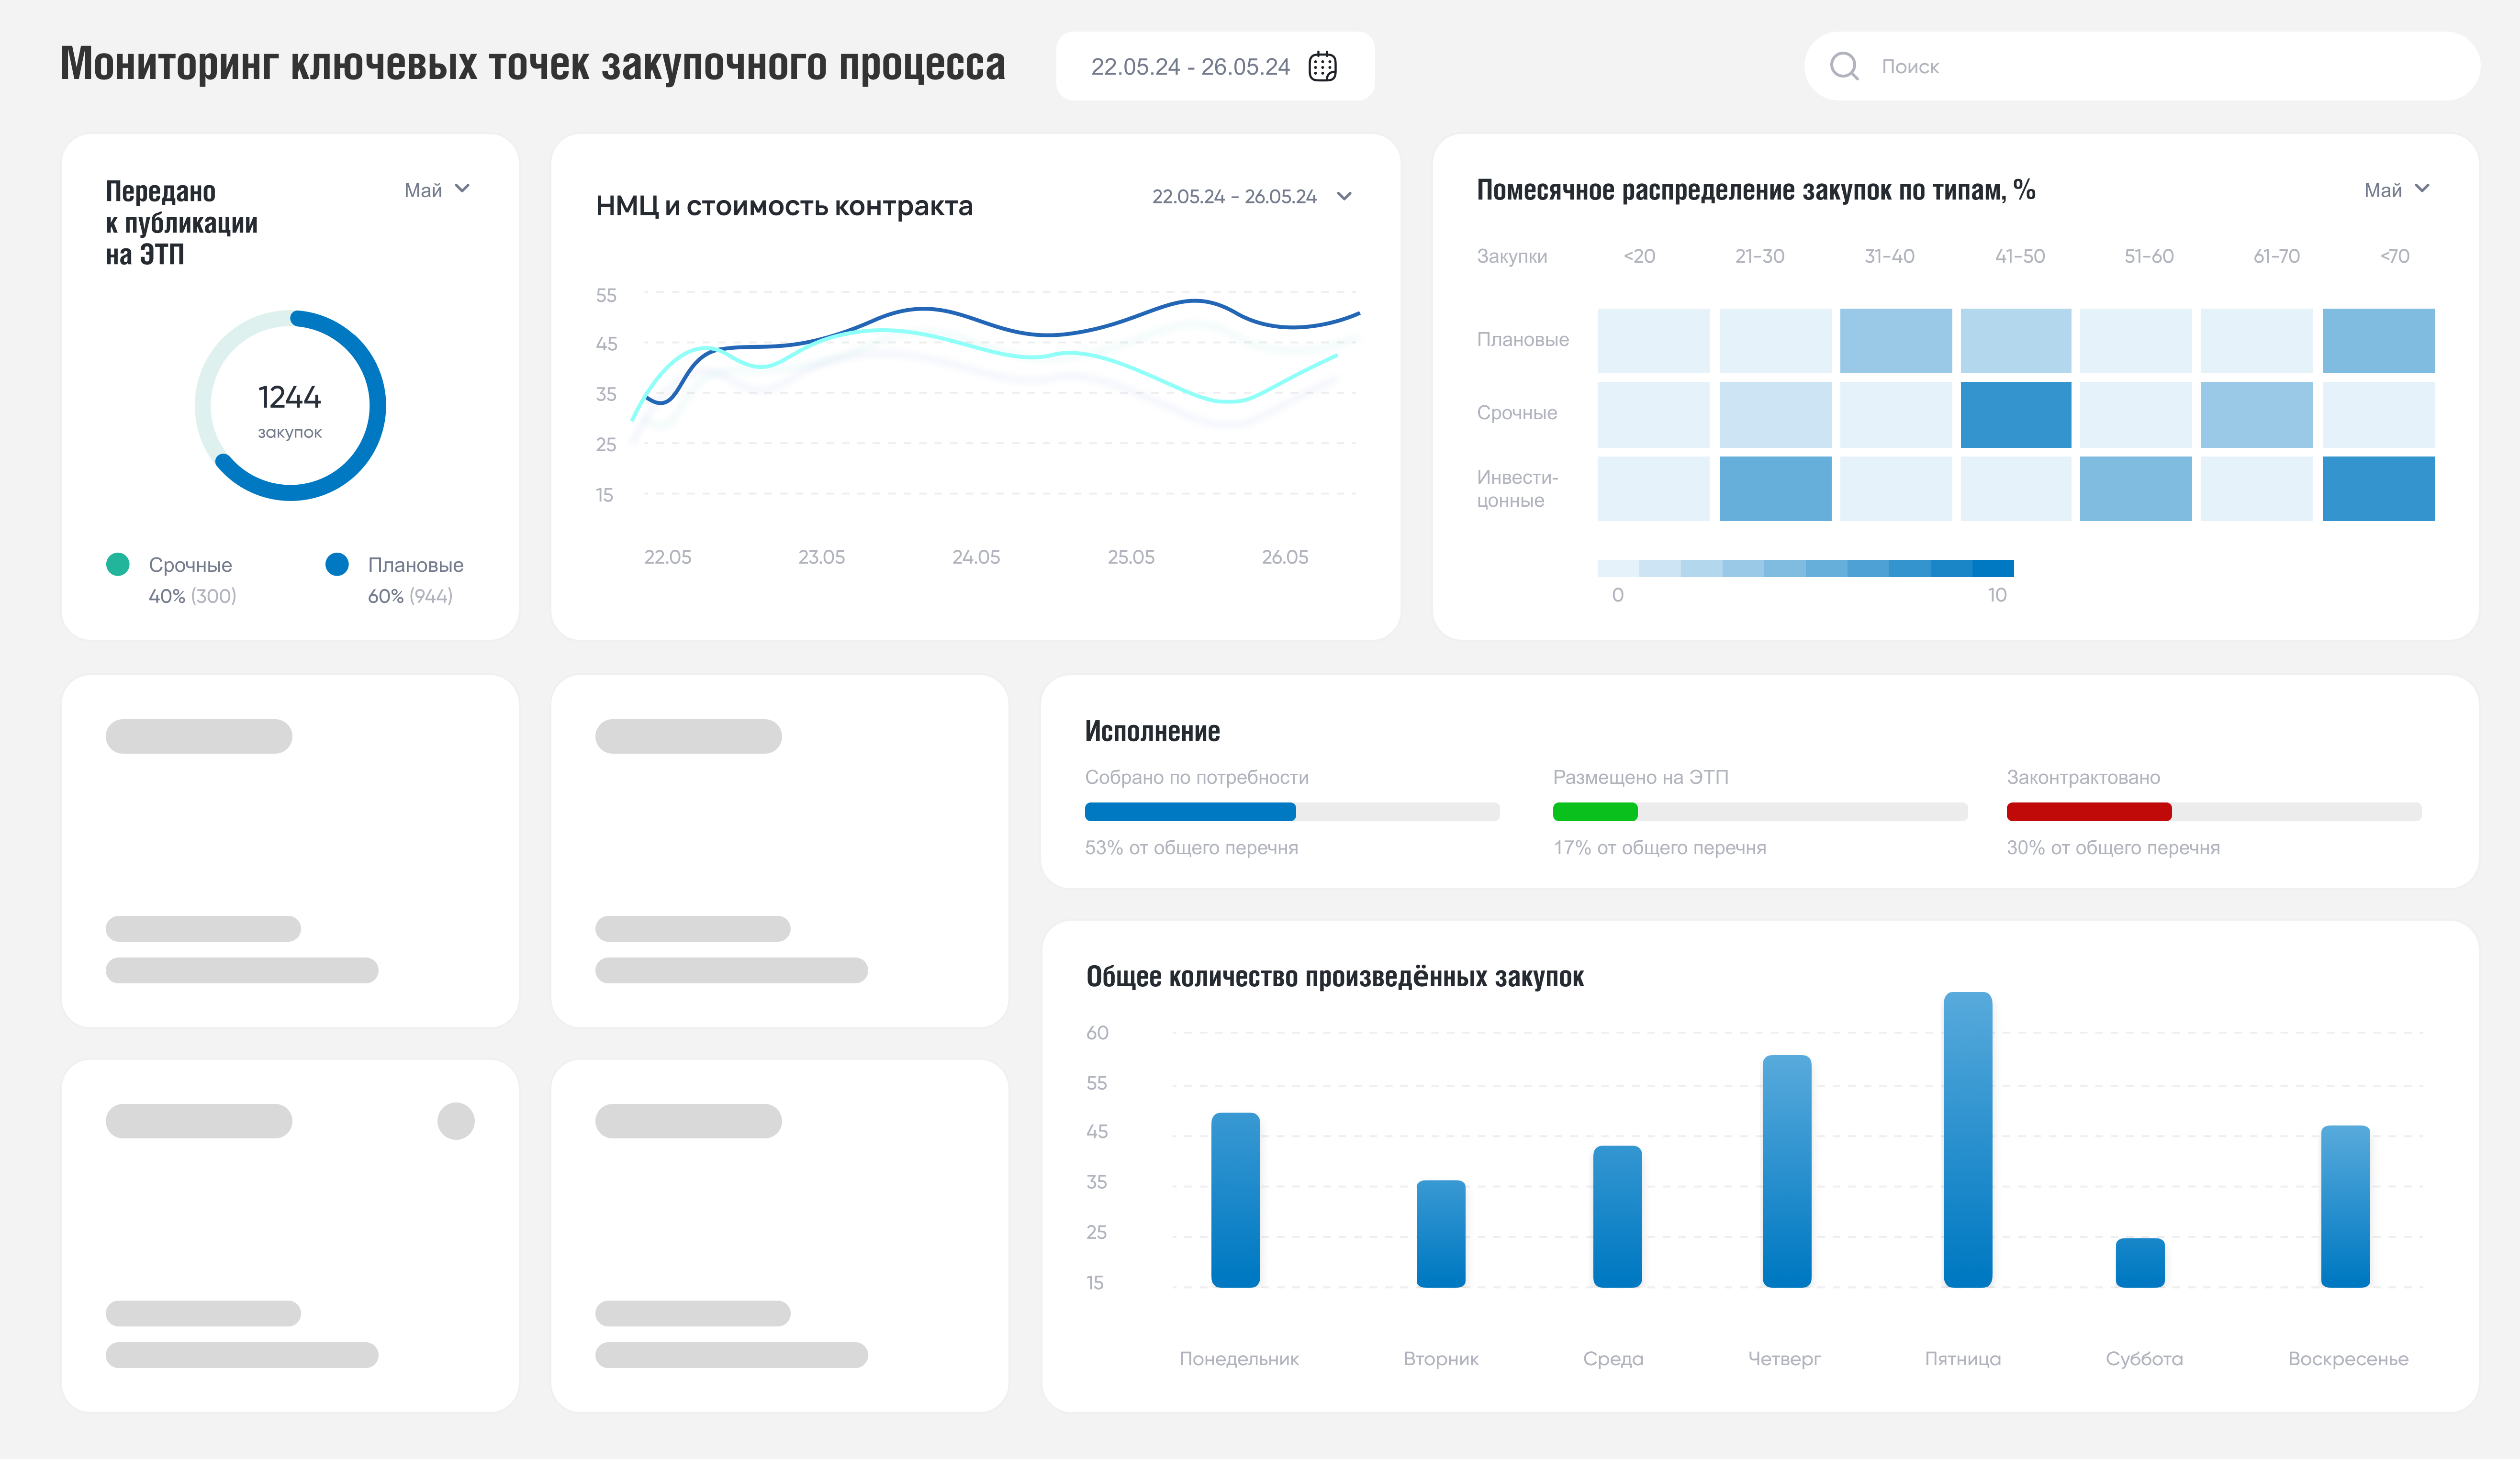 Мониторинг ключевых точек закупочного процесса
22.05.24 - 26.05.24
Поиск
Передано
к публикации
на ЭТП
Май
1244
закупок
Срочные
40% (300)
Плановые
60% (944)
НМЦ и стоимость контракта
22.05.24 - 26.05.24
55
45
35
25
15
22.05 23.05 24.05 25.05 26.05
Помесячное распределение закупок по типам, %
Май
Закупки <20 21-30 31-40 41-50 51-60 61-70 <70
Плановые
Срочные
Инвести-
цонные
0 10
Исполнение
Собрано по потребности
53% от общего перечня
Размещено на ЭТП
17% от общего перечня
Законтрактовано
30% от общего перечня
Общее количество произведённых закупок
60
55
45
35
25
15
Понедельник Вторник Среда Четверг Пятница Суббота Воскресенье